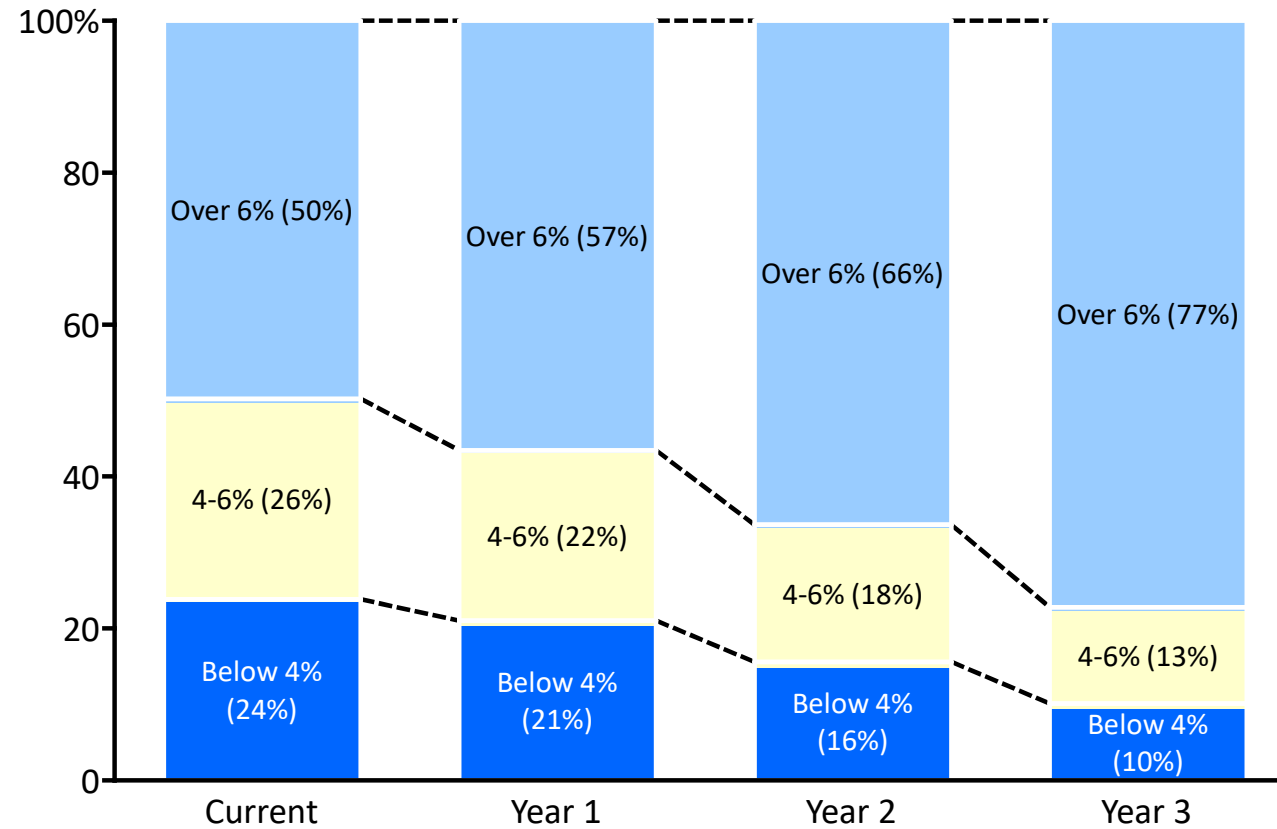 100%
80
60
40
20
0
Over 6% (50%)
4-6% (26%)
Below 4%
(24%)
Over 6% (57%)
4-6% (22%)
Below 4%
(21%)
Over 6% (66%)
4-6% (18%)
Below 4%
(16%)
Over 6% (77%)
4-6% (13%)
Below 4%
(10%)
Current
Year 1
Year 2
Year 3